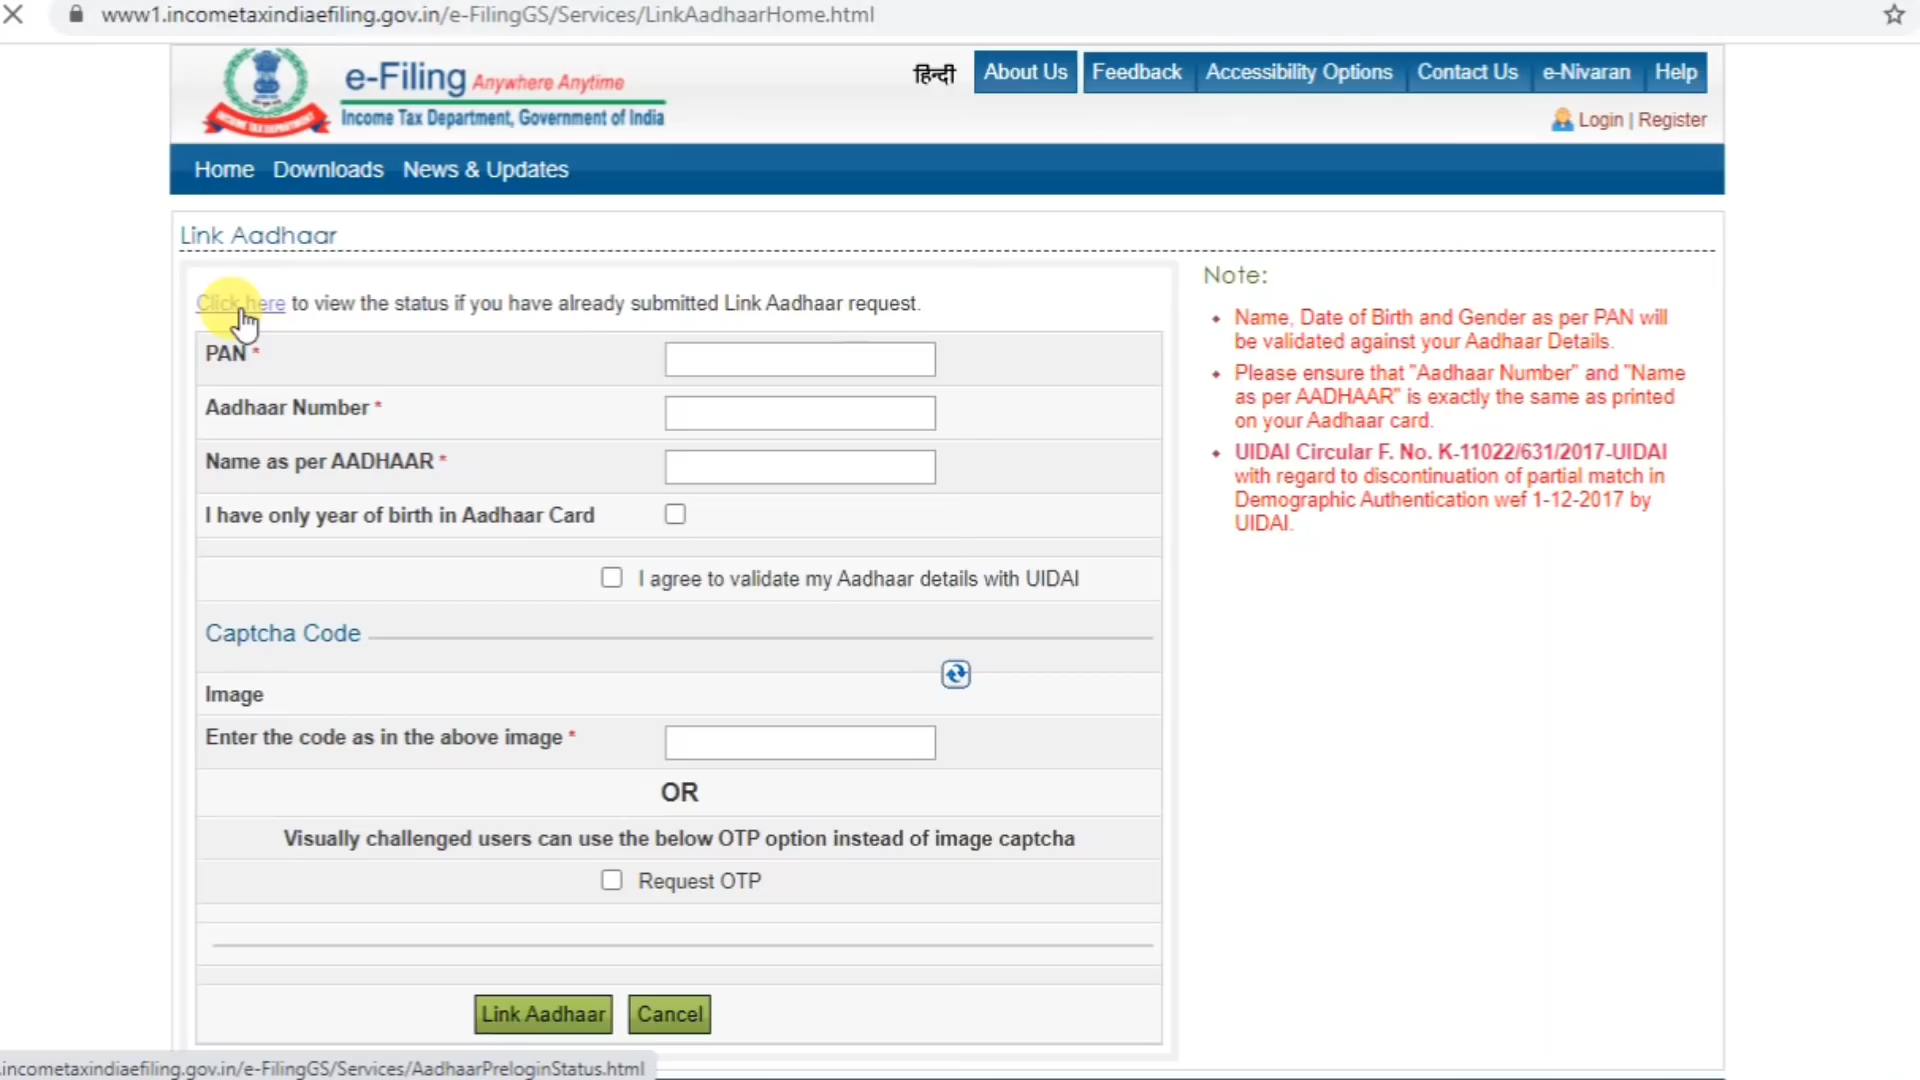 www1.incometaxindiaefiling.gov.in/e-FilingGS/Services/LinkAadhaarHome.html
e-Filing Anywhere Anytime
Income Tax Department, Government of India
INCOME TAX DEPARTMENT
हिन्दी About Us Feedback Accessibility Options Contact Us e-Nivaran Help
Login | Register
Home Downloads News & Updates
Link Aadhaar
Click here to view the status if you have already submitted Link Aadhaar request.
PAN *
Aadhaar Number *
Name as per AADHAAR *
I have only year of birth in Aadhaar Card
I agree to validate my Aadhaar details with UIDAI
Captcha Code
Image
Enter the code as in the above image *
OR
Visually challenged users can use the below OTP option instead of image captcha
Request OTP
Link Aadhaar Cancel
Note:
Name, Date of Birth and Gender as per PAN will
be validated against your Aadhaar Details.
Please ensure that "Aadhaar Number" and "Name
as per AADHAAR" is exactly the same as printed
on your Aadhaar card.
UIDAI Circular F. No. K-11022/631/2017-UIDAI
with regard to discontinuation of partial match in
Demographic Authentication wef 1-12-2017 by
UIDAI.
.incometaxindiaefiling.gov.in/e-FilingGS/Services/AadhaarPreloginStatus.html